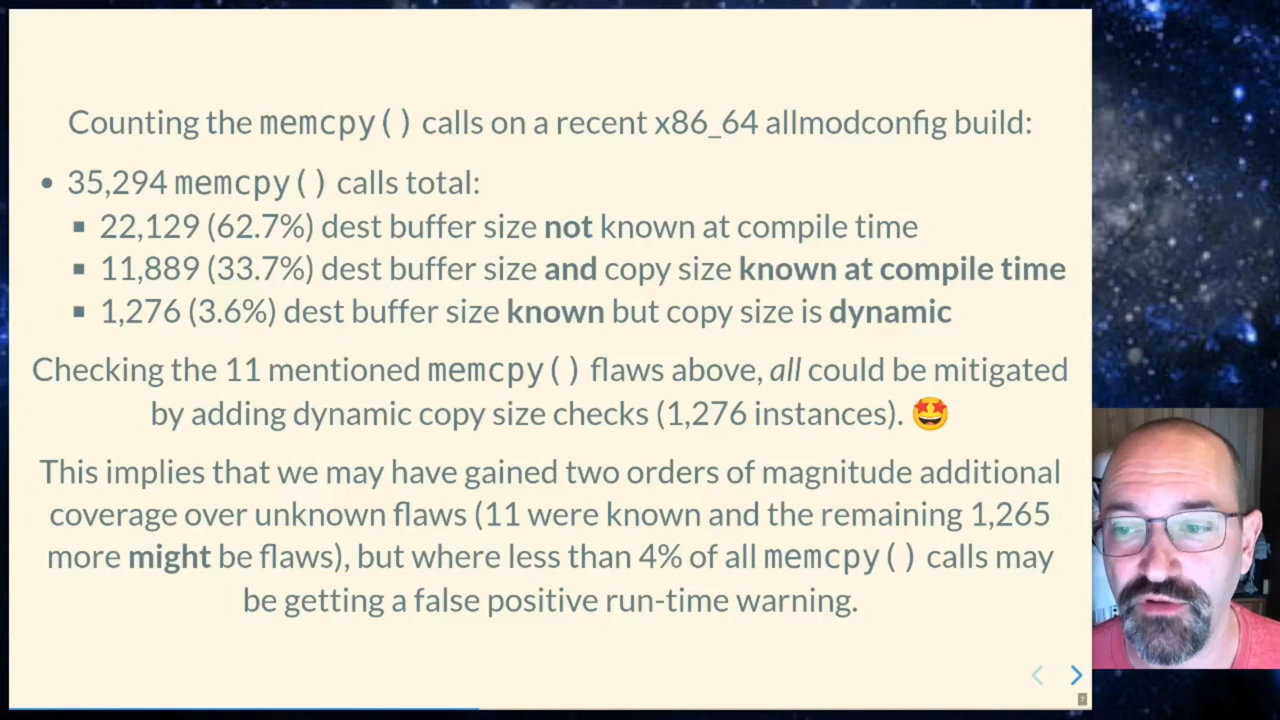 Counting the memcpy() calls on a recent x86_64 allmodconfig build:
• 35,294 memcpy() calls total:
▪ 22,129 (62.7%) dest buffer size not known at compile time
▪ 11,889 (33.7%) dest buffer size and copy size known at compile time
▪ 1,276 (3.6%) dest buffer size known but copy size is dynamic
Checking the 11 mentioned memcpy() flaws above, all could be mitigated
by adding dynamic copy size checks (1,276 instances). 🤩
This implies that we may have gained two orders of magnitude additional
coverage over unknown flaws (11 were known and the remaining 1,265
more might be flaws), but where less than 4% of all memcpy() calls may
be getting a false positive run-time warning.